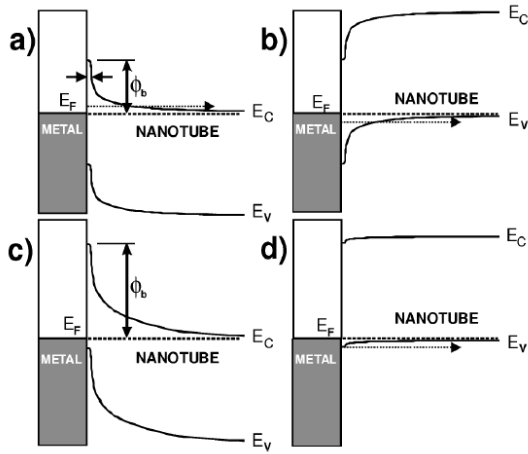 a)
ϕb
EF
EC
METAL
NANOTUBE
EV
b)
EC
EF
NANOTUBE
EV
METAL
c)
ϕb
EF
EC
METAL
NANOTUBE
EV
d)
EC
EF
NANOTUBE
METAL
EV